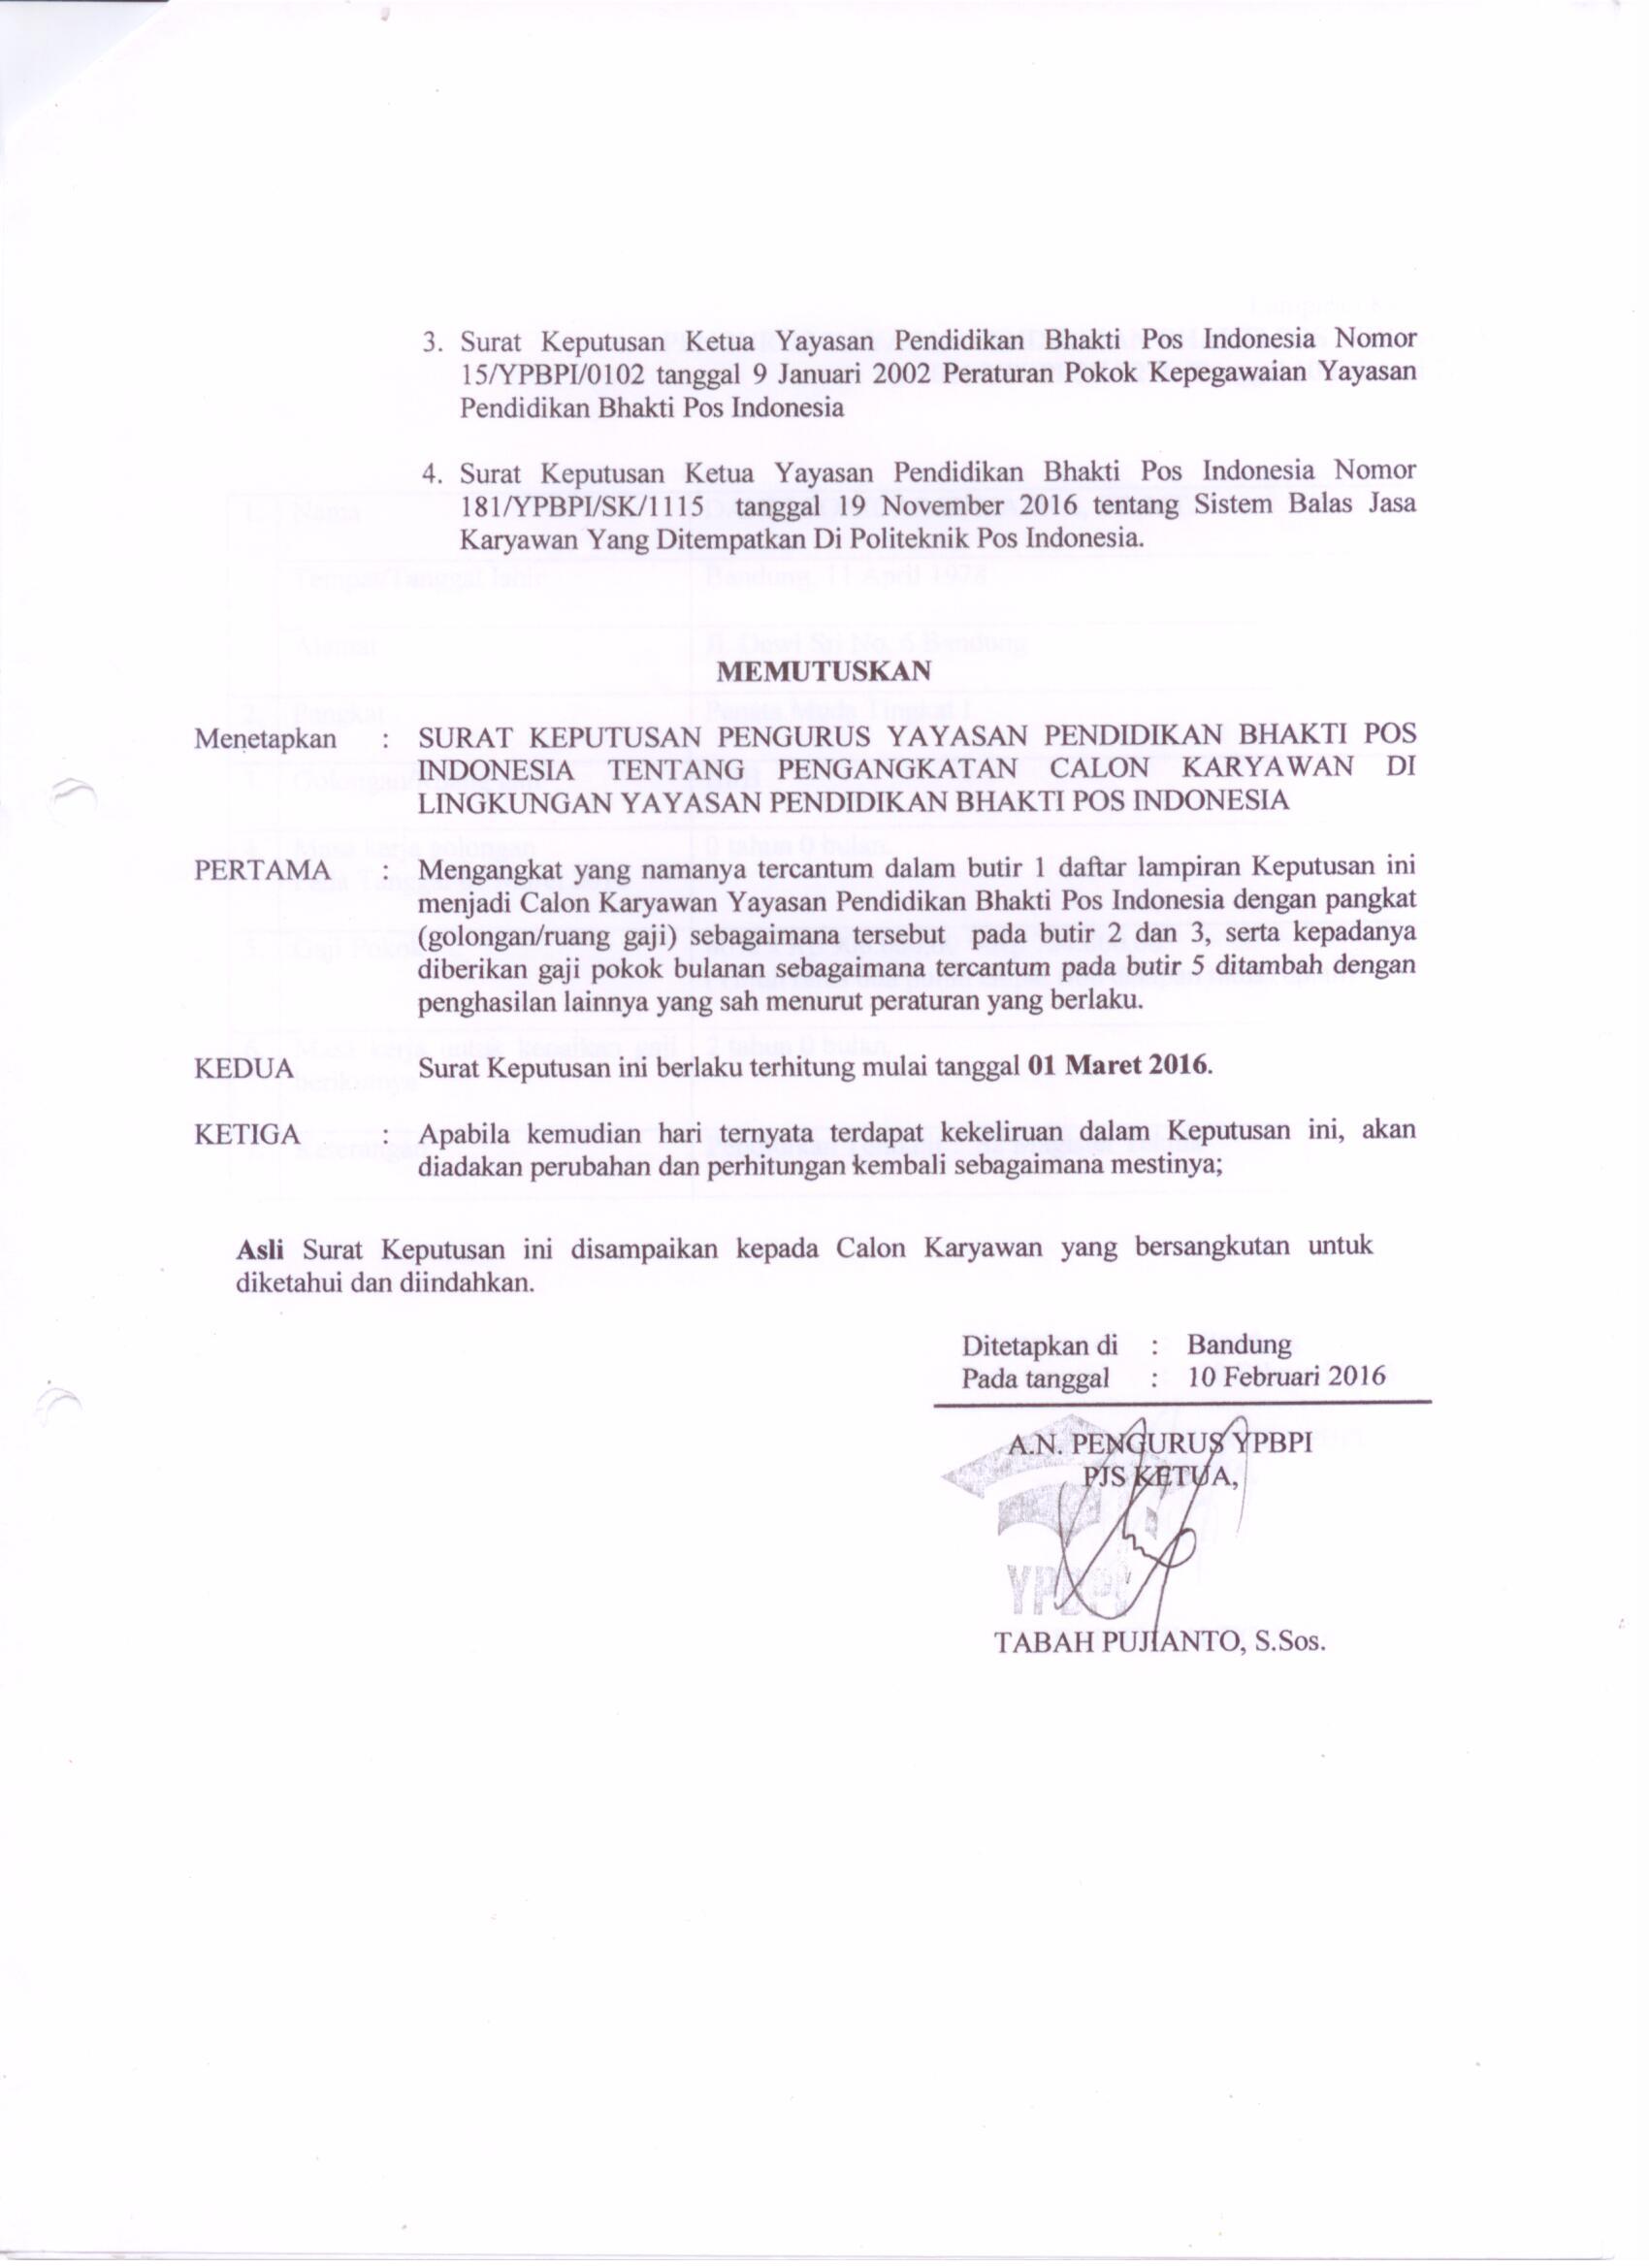 3. Surat Keputusan Ketua Yayasan Pendidikan Bhakti Pos Indonesia Nomor
15/YPBPI/0102 tanggal 9 Januari 2002 Peraturan Pokok Kepegawaian Yayasan
Pendidikan Bhakti Pos Indonesia
4. Surat Keputusan Ketua Yayasan Pendidikan Bhakti Pos Indonesia Nomor
181/YPBPI/SK/1115 tanggal 19 November 2016 tentang Sistem Balas Jasa
Karyawan Yang Ditempatkan Di Politeknik Pos Indonesia.
MEMUTUSKAN
Menetapkan : SURAT KEPUTUSAN PENGURUS YAYASAN PENDIDIKAN BHAKTI POS
INDONESIA TENTANG PENGANGKATAN CALON KARYAWAN DI
LINGKUNGAN YAYASAN PENDIDIKAN BHAKTI POS INDONESIA
PERTAMA : Mengangkat yang namanya tercantum dalam butir 1 daftar lampiran Keputusan ini
menjadi Calon Karyawan Yayasan Pendidikan Bhakti Pos Indonesia dengan pangkat
(golongan/ruang gaji) sebagaimana tersebut pada butir 2 dan 3, serta kepadanya
diberikan gaji pokok bulanan sebagaimana tercantum pada butir 5 ditambah dengan
penghasilan lainnya yang sah menurut peraturan yang berlaku.
KEDUA Surat Keputusan ini berlaku terhitung mulai tanggal 01 Maret 2016.
KETIGA : Apabila kemudian hari ternyata terdapat kekeliruan dalam Keputusan ini, akan
diadakan perubahan dan perhitungan kembali sebagaimana mestinya;
Asli Surat Keputusan ini disampaikan kepada Calon Karyawan yang bersangkutan untuk
diketahui dan diindahkan.
Ditetapkan di : Bandung
Pada tanggal : 10 Februari 2016
A.N. PENGURUS YPBPI
PJS KETUA,
YPBPI
TABAH PUJIANTO, S.Sos.